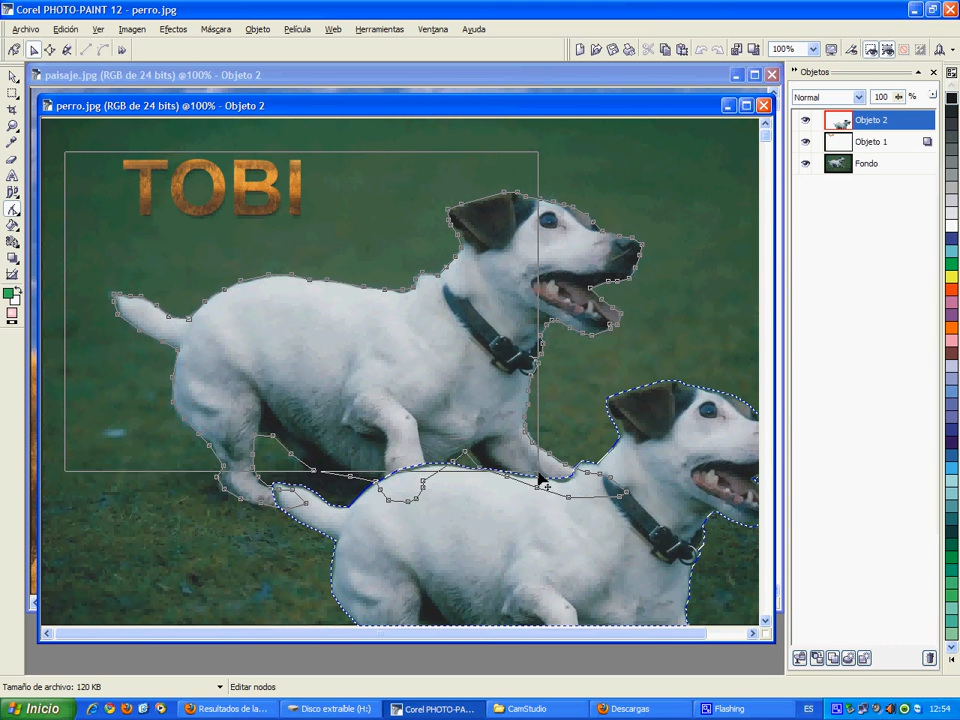 Corel PHOTO-PAINT 12 - perro.jpg
Archivo Edición Ver Imagen Efectos Máscara Objeto Película Web Herramientas Ventana Ayuda
100%
paisaje.jpg (RGB de 24 bits) @100% - Objeto 2
Objetos
perro.jpg (RGB de 24 bits) @100% - Objeto 2
Normal 100 %
Objeto 2
Objeto 1
Fondo
TOBI
Tamaño de archivo: 120 KB Editar nodos
Inicio Resultados de la... Disco extraíble (H:) Corel PHOTO-PA... CamStudio Descargas Flashing ES 12:54